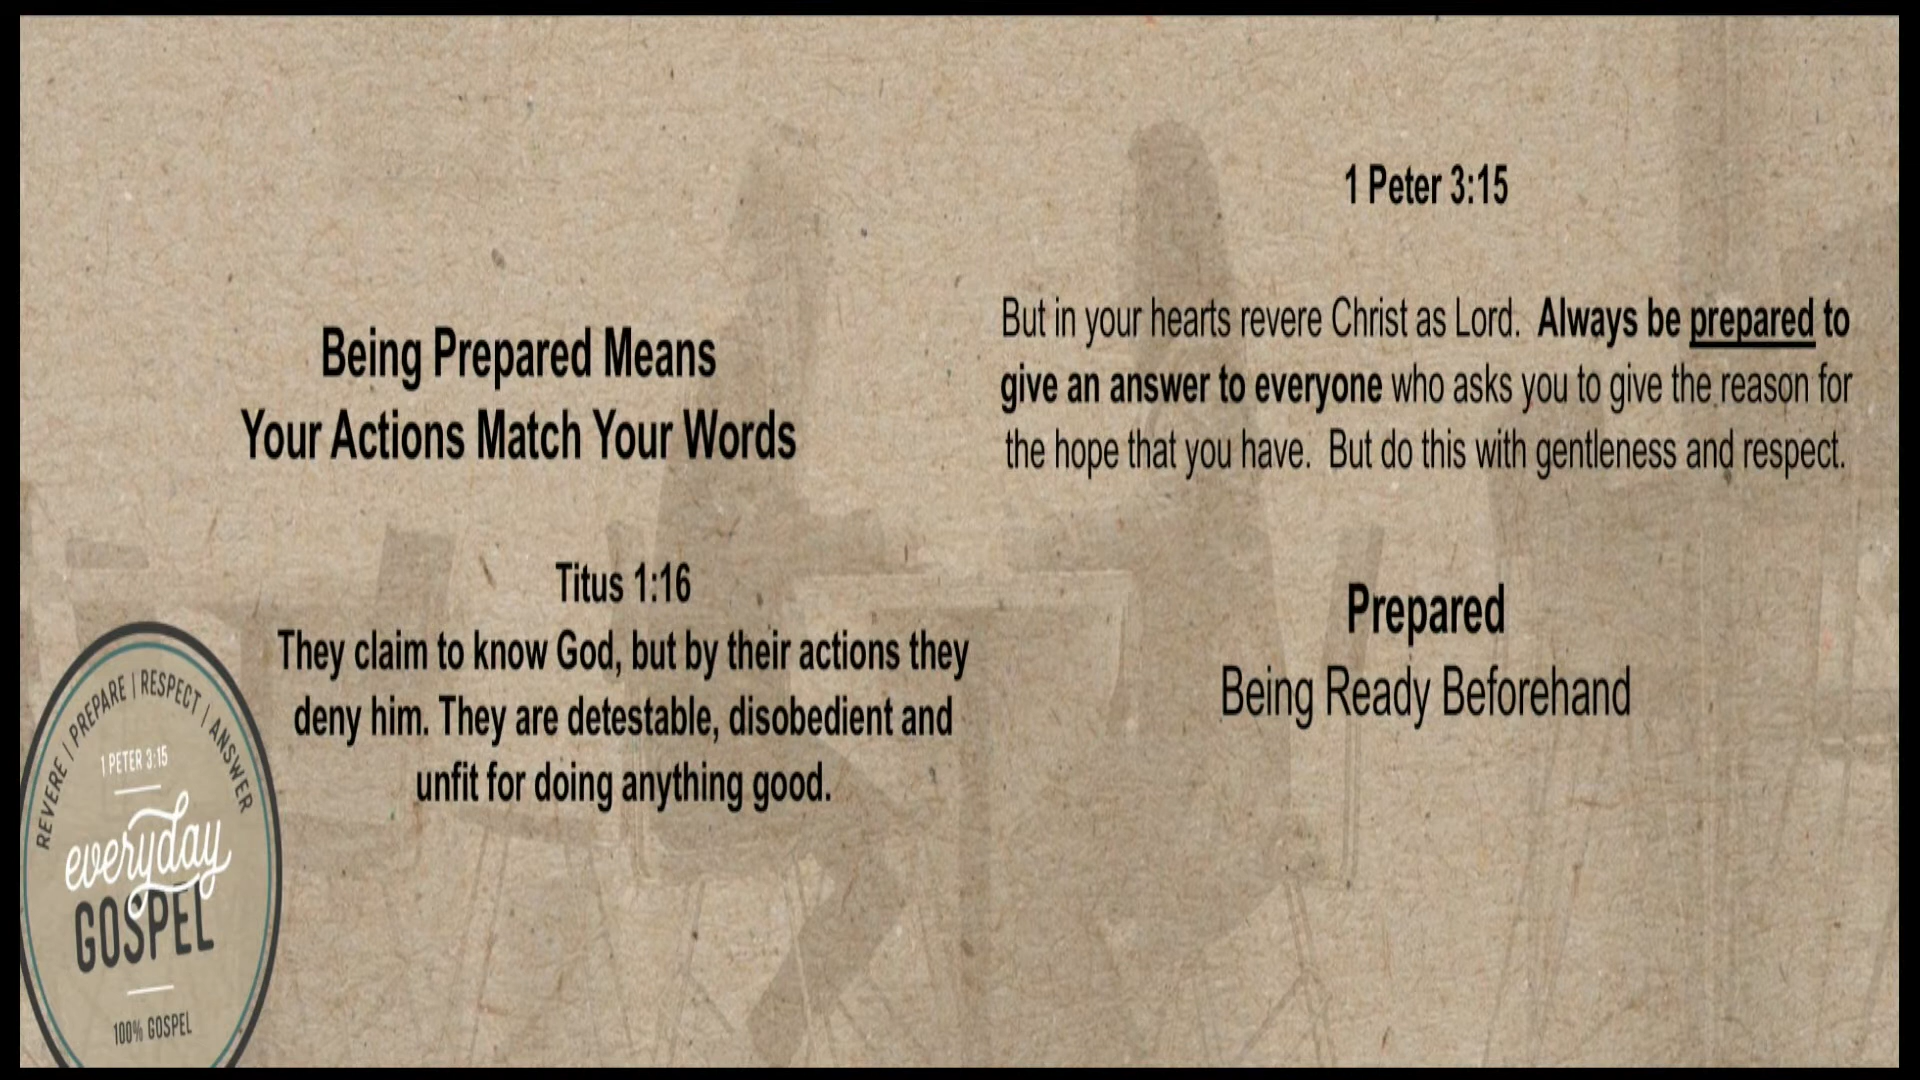 Being Prepared Means
Your Actions Match Your Words
Titus 1:16
They claim to know God, but by their actions they
deny him. They are detestable, disobedient and
unfit for doing anything good.
1 Peter 3:15
But in your hearts revere Christ as Lord.  Always be prepared to
give an answer to everyone who asks you to give the reason for
the hope that you have.  But do this with gentleness and respect.
Prepared
Being Ready Beforehand
REVERE | PREPARE | RESPECT | ANSWER
1 PETER 3:15
everyday
GOSPEL
100% GOSPEL